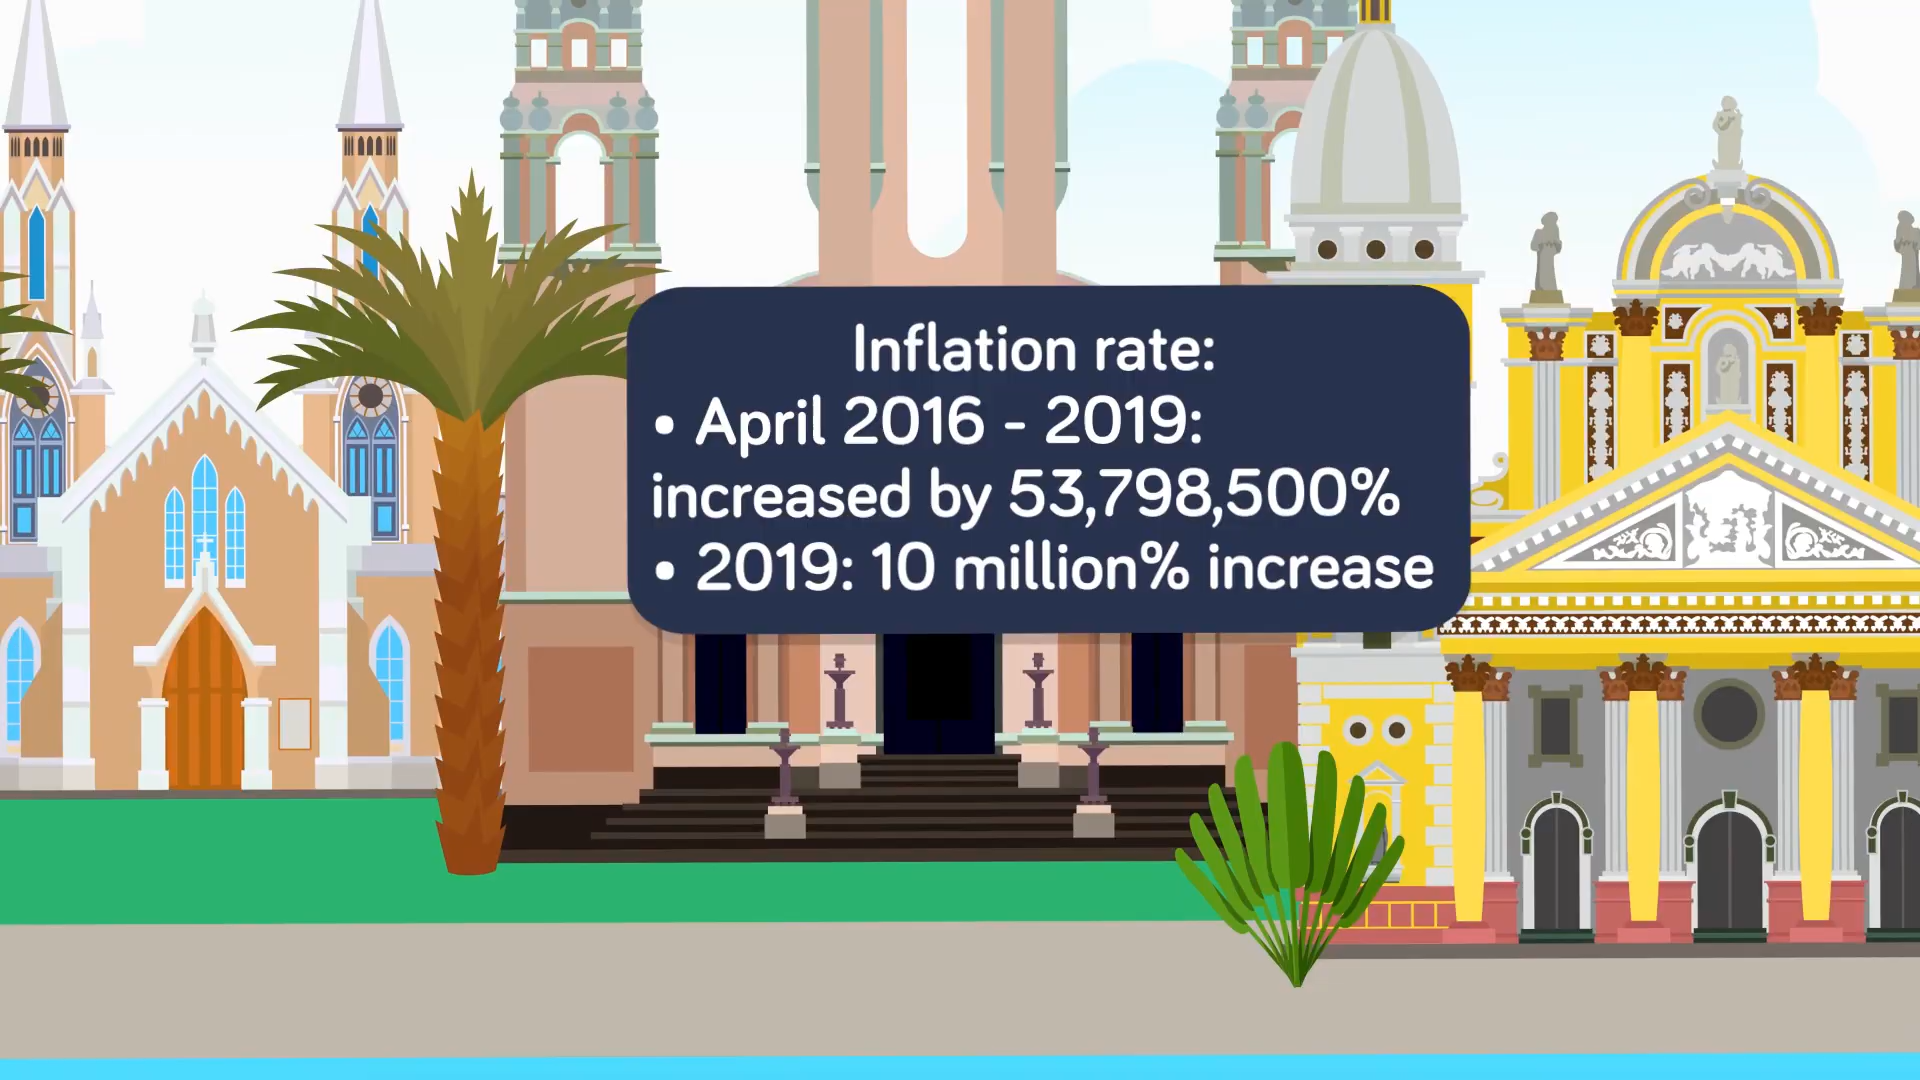 Inflation rate:
• April 2016 - 2019:
increased by 53,798,500%
• 2019: 10 million% increase